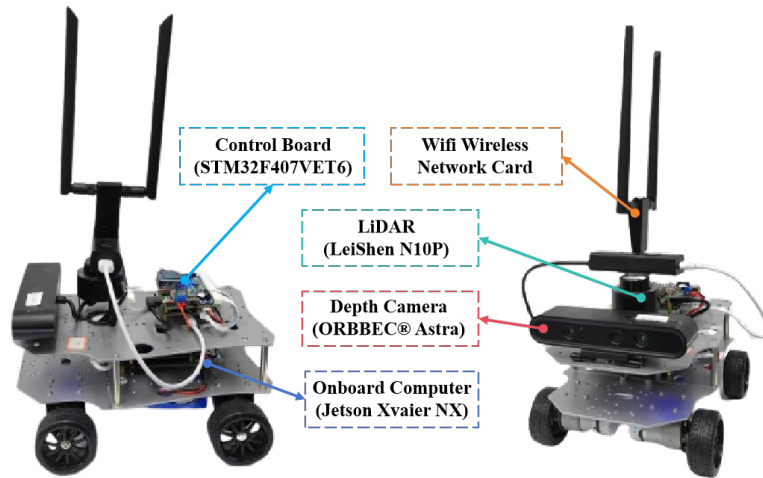 Control Board
(STM32F407VET6)
Wifi Wireless
Network Card
LiDAR
(LeiShen N10P)
Depth Camera
(ORBBEC® Astra)
Onboard Computer
(Jetson Xvaier NX)